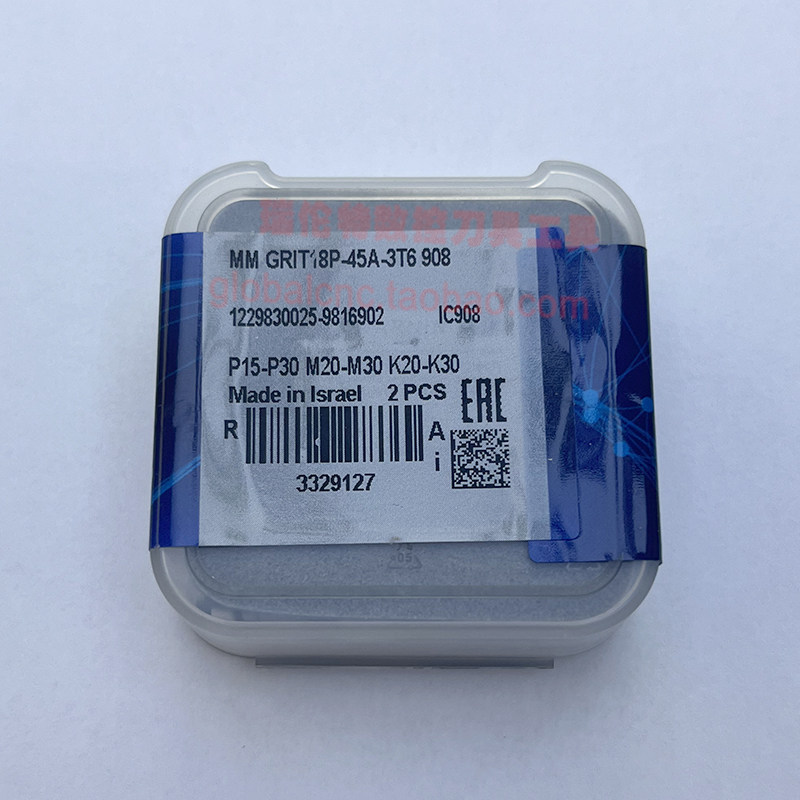 MM GRIT18P-45A-3T6 908
globalcnc.taobao.com
1229830025-9816902 IC908
P15-P30 M20-M30 K20-K30
Made in Israel 2 PCS EAC
R A
i
3329127